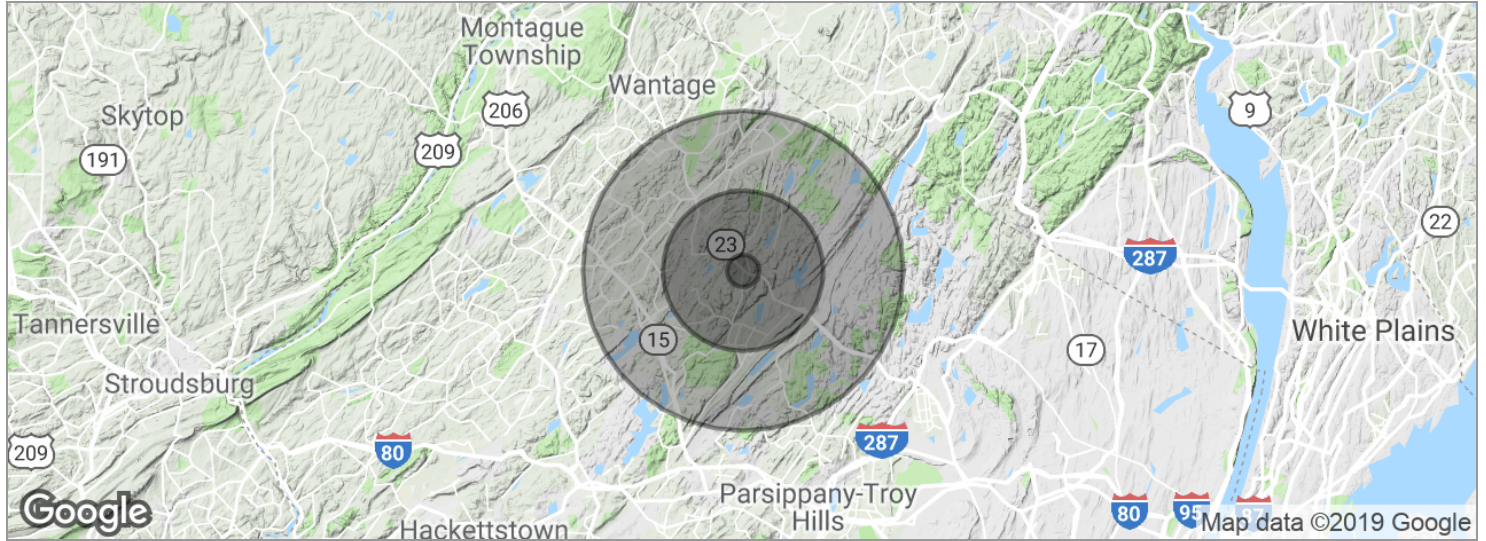 Montague
Township
Wantage
Skytop
206
9
209
191
22
23
287
Tannersville
15
17
White Plains
Stroudsburg
209
80
287
Parsippany-Troy
Hills
Google
Hackettstown
80
95
87
Map data ©2019 Google